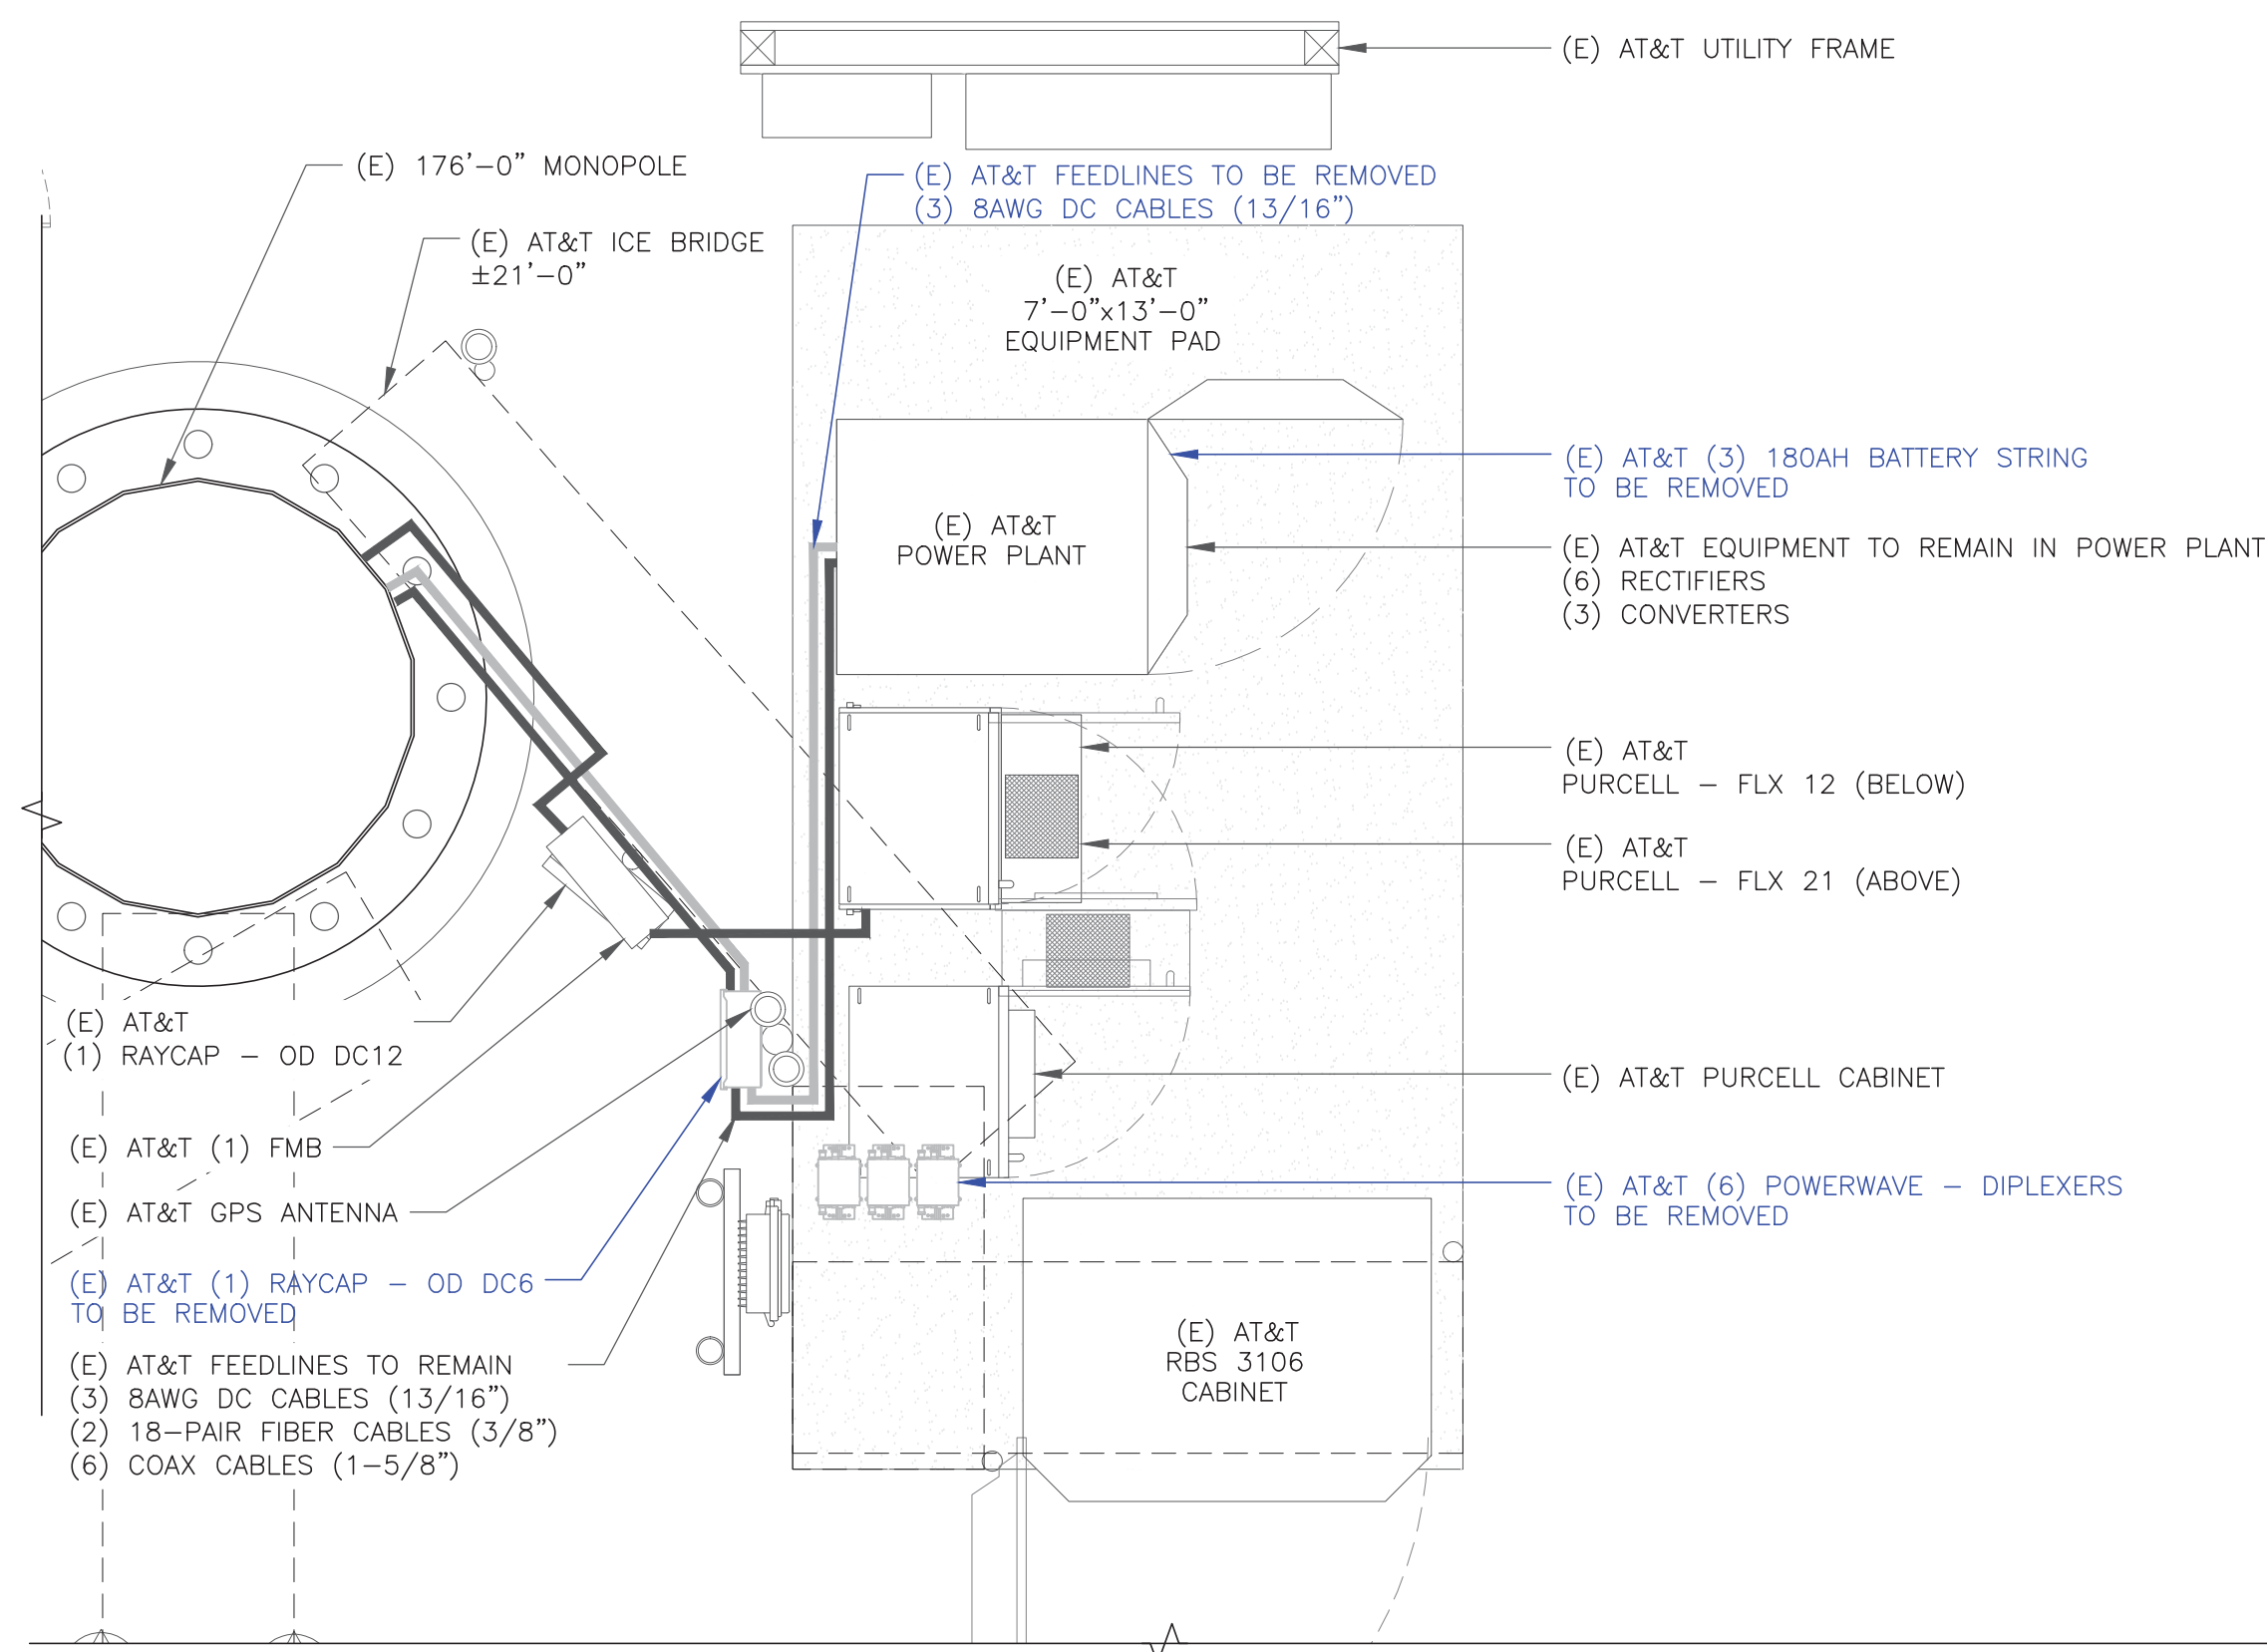 (E) AT&T UTILITY FRAME
(E) 176'-0" MONOPOLE
(E) AT&T FEEDLINES TO BE REMOVED
(3) 8AWG DC CABLES (13/16")
(E) AT&T ICE BRIDGE
±21'-0"
(E) AT&T
7'-0"x13'-0"
EQUIPMENT PAD
(E) AT&T (3) 180AH BATTERY STRING
TO BE REMOVED
(E) AT&T
POWER PLANT
(E) AT&T EQUIPMENT TO REMAIN IN POWER PLANT
(6) RECTIFIERS
(3) CONVERTERS
(E) AT&T
PURCELL - FLX 12 (BELOW)
(E) AT&T
PURCELL - FLX 21 (ABOVE)
(E) AT&T
(1) RAYCAP - OD DC12
(E) AT&T PURCELL CABINET
(E) AT&T (1) FMB
(E) AT&T GPS ANTENNA
(E) AT&T (6) POWERWAVE - DIPLEXERS
TO BE REMOVED
(E) AT&T (1) RAYCAP - OD DC6
TO BE REMOVED
(E) AT&T
RBS 3106
CABINET
(E) AT&T FEEDLINES TO REMAIN
(3) 8AWG DC CABLES (13/16")
(2) 18-PAIR FIBER CABLES (3/8")
(6) COAX CABLES (1-5/8")